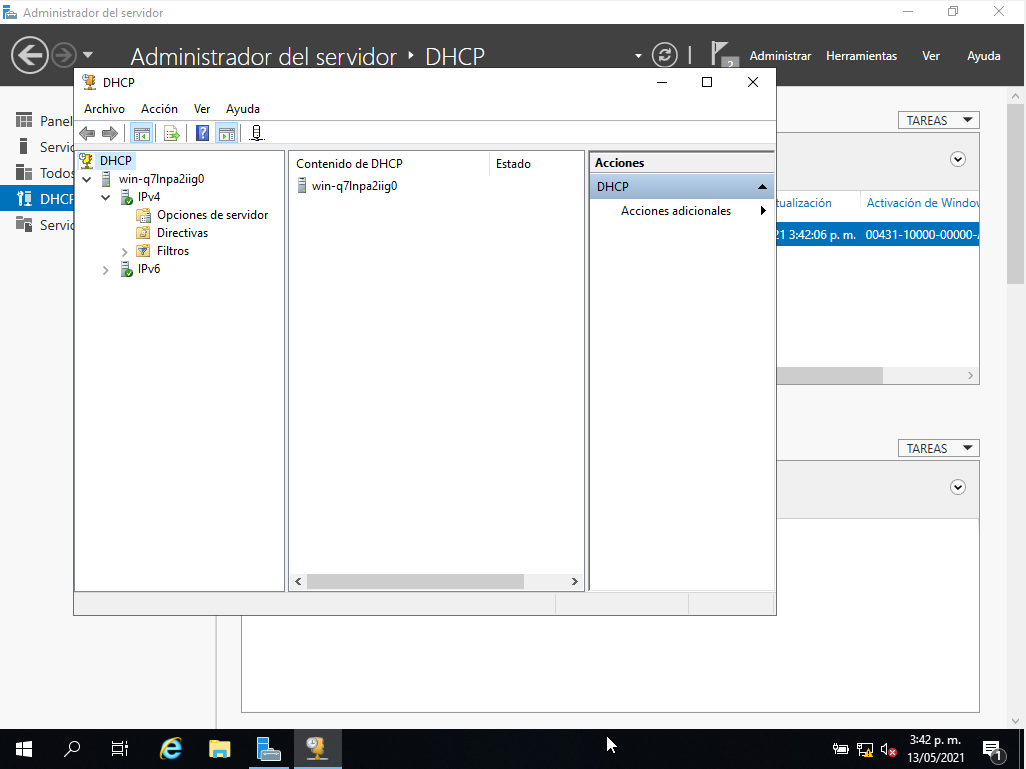 Administrador del servidor
Administrador del servidor • DHCP
2
Administrar Herramientas Ver Ayuda
DHCP
Archivo Acción Ver Ayuda
Panel
Servic
Todos
DHCP
Servic
DHCP
win-q7lnpa2iig0
IPv4
Opciones de servidor
Directivas
Filtros
IPv6
Contenido de DHCP Estado
win-q7lnpa2iig0
Acciones
DHCP
Acciones adicionales
TAREAS
tualización Activación de Window
21 3:42:06 p. m. 00431-10000-00000-
TAREAS
3:42 p. m.
13/05/2021
1